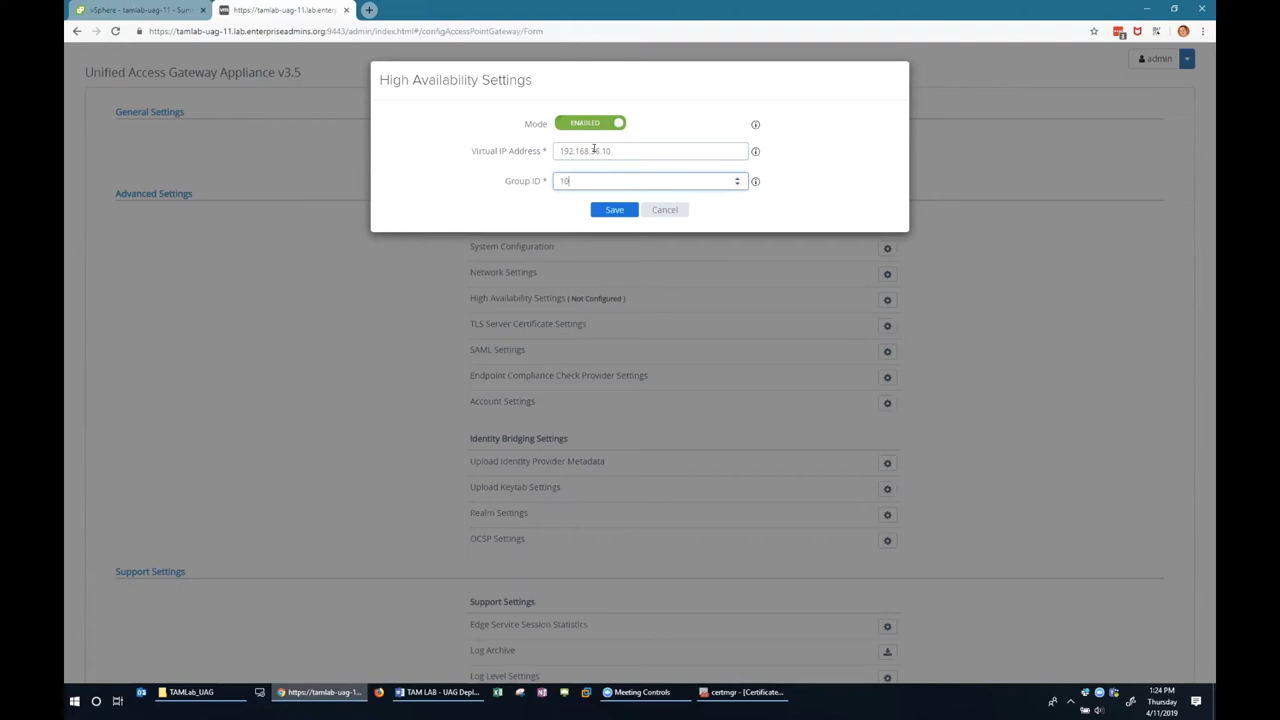 vSphere - tamlab-uag-11 - Sum
https://tamlab-uag-11.lab.enterpris
https://tamlab-uag-11.lab.enterpriseadmins.org:9443/admin/index.html#/configAccessPointGateway/Form
Unified Access Gateway Appliance v3.5
admin
High Availability Settings
Mode ENABLED
Virtual IP Address * 192.168.36.10
Group ID * 10
Save Cancel
General Settings
Advanced Settings
System Configuration
Network Settings
High Availability Settings ( Not Configured )
TLS Server Certificate Settings
SAML Settings
Endpoint Compliance Check Provider Settings
Account Settings
Identity Bridging Settings
Upload Identity Provider Metadata
Upload Keytab Settings
Realm Settings
OCSP Settings
Support Settings
Support Settings
Edge Service Session Statistics
Log Archive
Log Level Settings
TAMLab_UAG
https://tamlab-uag-1...
TAM LAB - UAG Depl...
Meeting Controls
certmgr - [Certificate...
1:24 PM
Thursday
4/11/2019